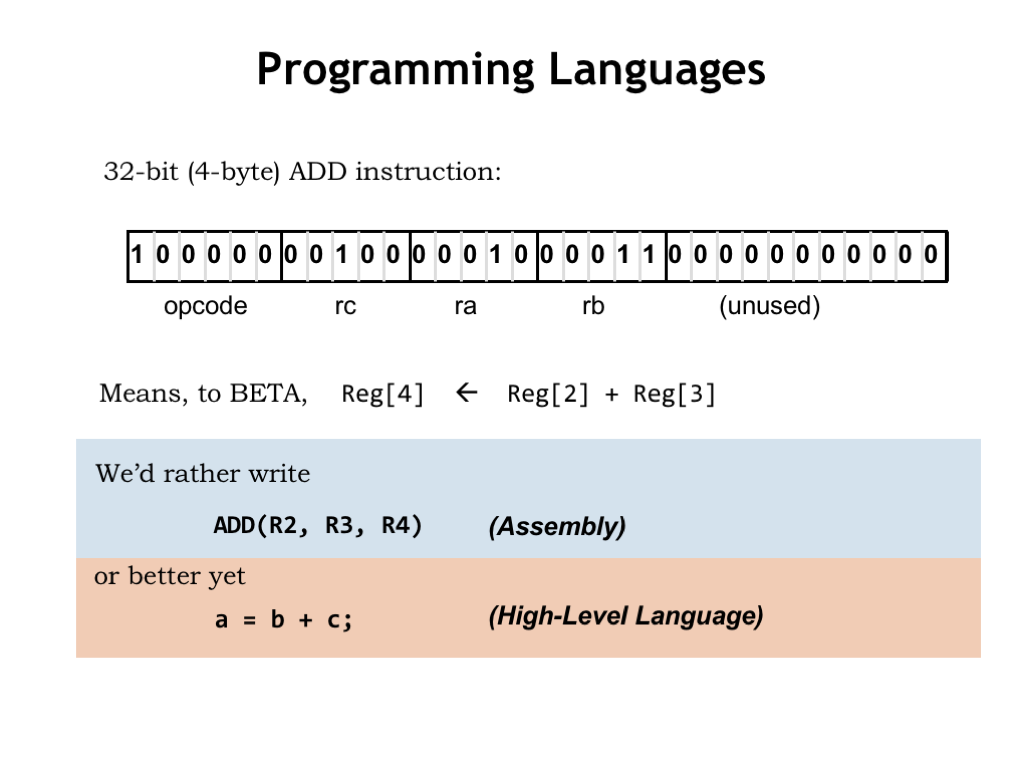 Programming Languages
32-bit (4-byte) ADD instruction:
1 0 0 0 0 0 0 0 1 0 0 0 0 0 1 0 0 0 0 1 1 0 0 0 0 0 0 0 0 0 0 0
opcode rc ra rb (unused)
Means, to BETA, Reg[4] ← Reg[2] + Reg[3]
We’d rather write
ADD(R2, R3, R4) (Assembly)
or better yet
a = b + c; (High-Level Language)